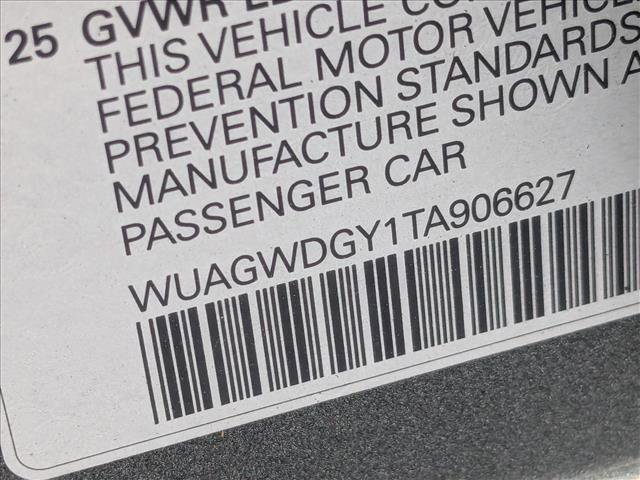 25 GVWR
THIS VEHICLE
FEDERAL MOTOR VEHICLE
PREVENTION STANDARDS
MANUFACTURE SHOWN A
PASSENGER CAR
WUAGWDGY1TA906627